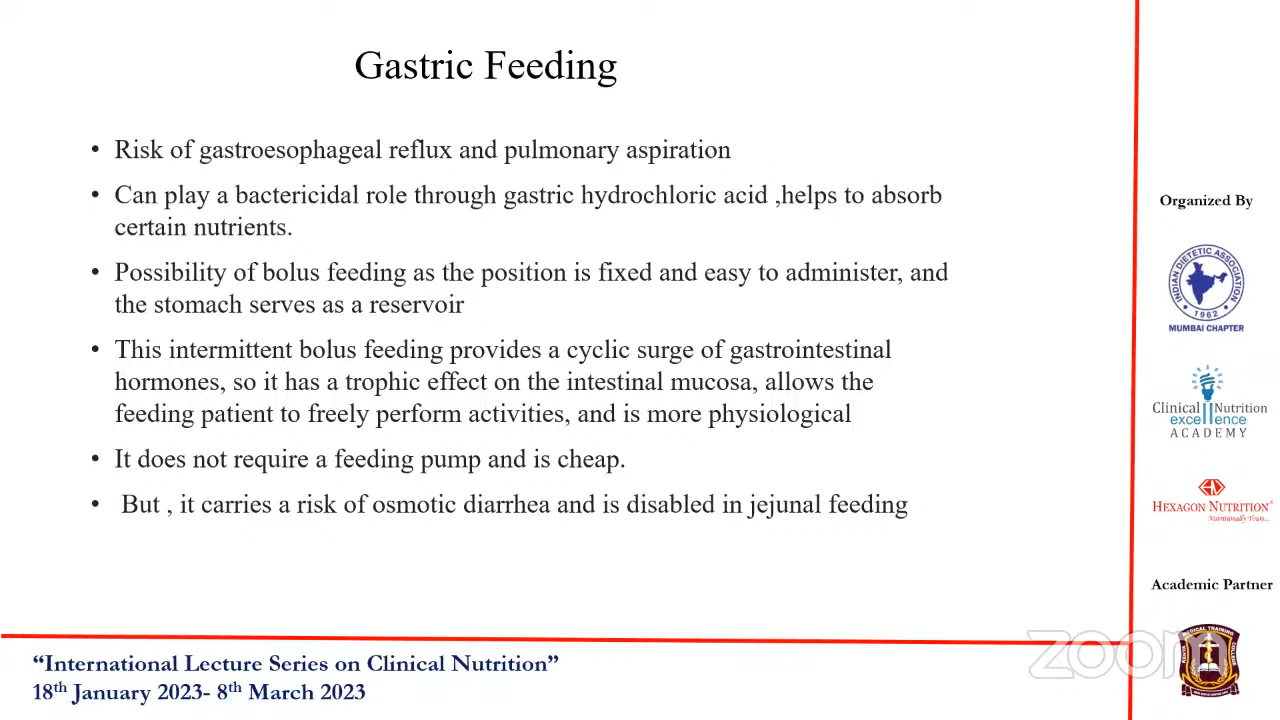 Gastric Feeding
• Risk of gastroesophageal reflux and pulmonary aspiration
• Can play a bactericidal role through gastric hydrochloric acid ,helps to absorb
certain nutrients.
• Possibility of bolus feeding as the position is fixed and easy to administer, and
the stomach serves as a reservoir
• This intermittent bolus feeding provides a cyclic surge of gastrointestinal
hormones, so it has a trophic effect on the intestinal mucosa, allows the
feeding patient to freely perform activities, and is more physiological
• It does not require a feeding pump and is cheap.
• But , it carries a risk of osmotic diarrhea and is disabled in jejunal feeding
Organized By
INDIAN DIETETIC ASSOCIATION
• 1962 •
MUMBAI CHAPTER
Clinical Nutrition
excellence
ACADEMY
HEXAGON NUTRITION®
Nutritionally Yours...
Academic Partner
MEDICAL TRAINING
“International Lecture Series on Clinical Nutrition”
18th January 2023- 8th March 2023
zoom